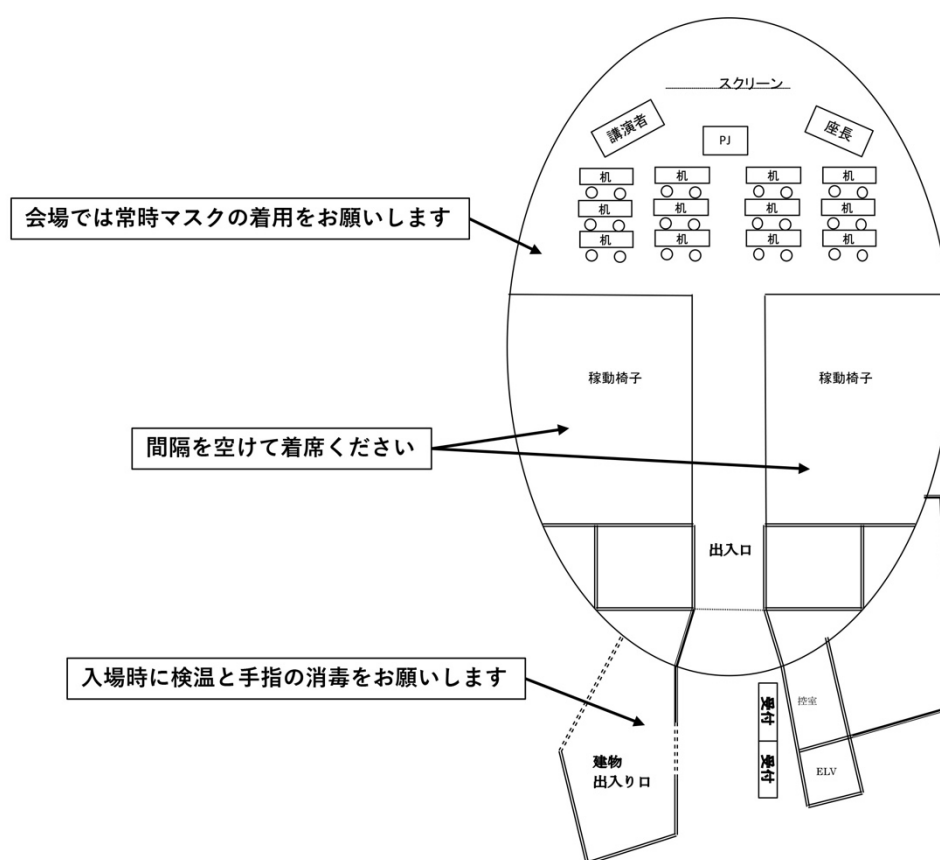 スクリーン
講演者
PJ
座長
机
机
机
机
机
机
机
机
机
机
机
机
会場では常時マスクの着用をお願いします
稼動椅子
稼動椅子
間隔を空けて着席ください
出入口
入場時に検温と手指の消毒をお願いします
受付
控室
建物
出入り口
受付
ELV